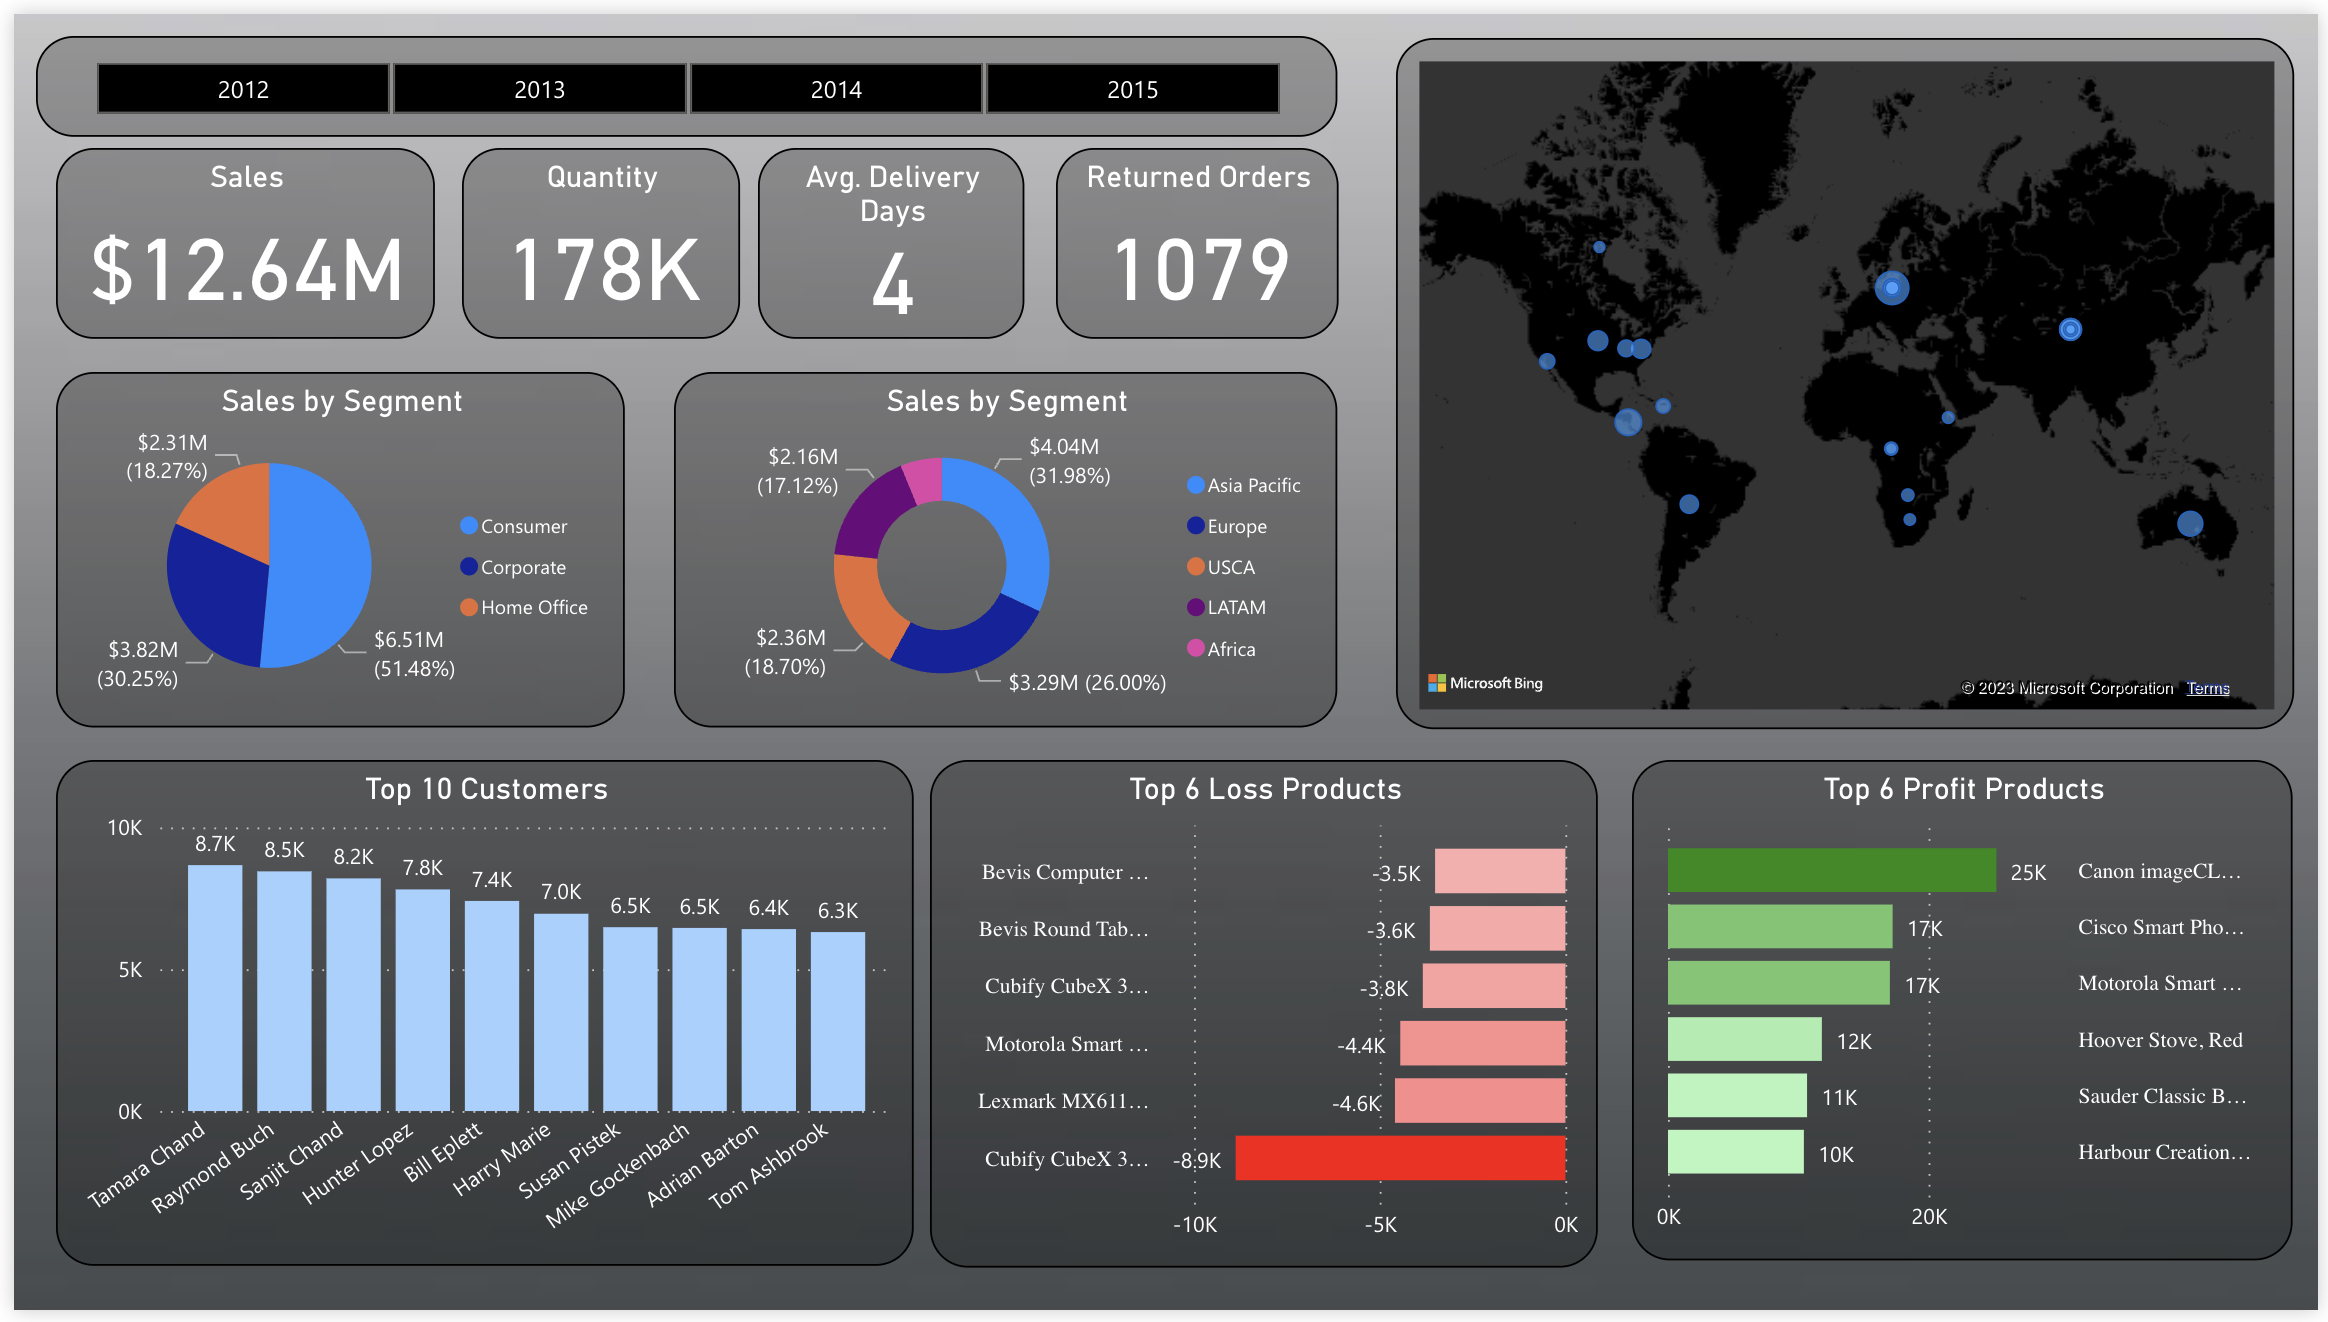 2012
2013
2014
2015
Sales
$12.64M
Quantity
178K
Avg. Delivery
Days
4
Returned Orders
1079
Sales by Segment
$2.31M
(18.27%)
$3.82M
(30.25%)
$6.51M
(51.48%)
Consumer
Corporate
Home Office
Sales by Segment
$2.16M
(17.12%)
$4.04M
(31.98%)
$2.36M
(18.70%)
$3.29M (26.00%)
Asia Pacific
Europe
USCA
LATAM
Africa
Microsoft Bing
© 2023 Microsoft Corporation Terms
Top 10 Customers
10K
5K
0K
8.7K
8.5K
8.2K
7.8K
7.4K
7.0K
6.5K
6.5K
6.4K
6.3K
Tamara Chand
Raymond Buch
Sanjit Chand
Hunter Lopez
Bill Eplett
Harry Marie
Susan Pistek
Mike Gockenbach
Adrian Barton
Tom Ashbrook
Top 6 Loss Products
Bevis Computer … -3.5K
Bevis Round Tab… -3.6K
Cubify CubeX 3… -3.8K
Motorola Smart … -4.4K
Lexmark MX611… -4.6K
Cubify CubeX 3… -8.9K
-10K
-5K
0K
Top 6 Profit Products
25K Canon imageCL…
17K Cisco Smart Pho…
17K Motorola Smart …
12K Hoover Stove, Red
11K Sauder Classic B…
10K Harbour Creation…
0K
20K